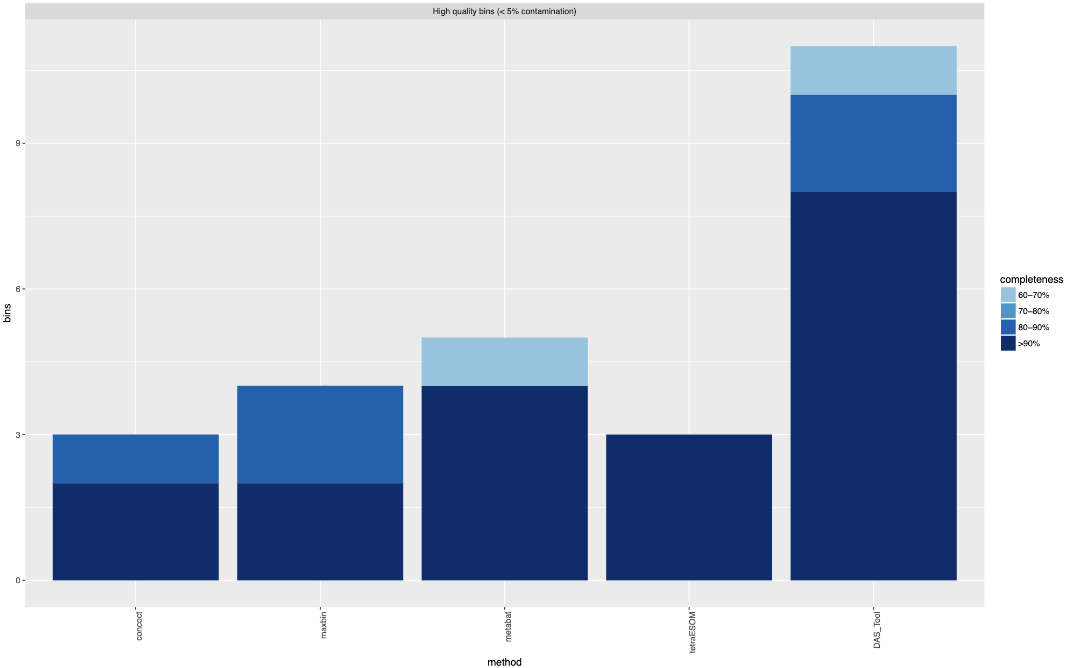 High quality bins (< 5% contamination)
9
6
3
0
bins
concoct
maxbin
metabat
tetraESOM
DAS_Tool
method
completeness
60−70%
70−80%
80−90%
>90%